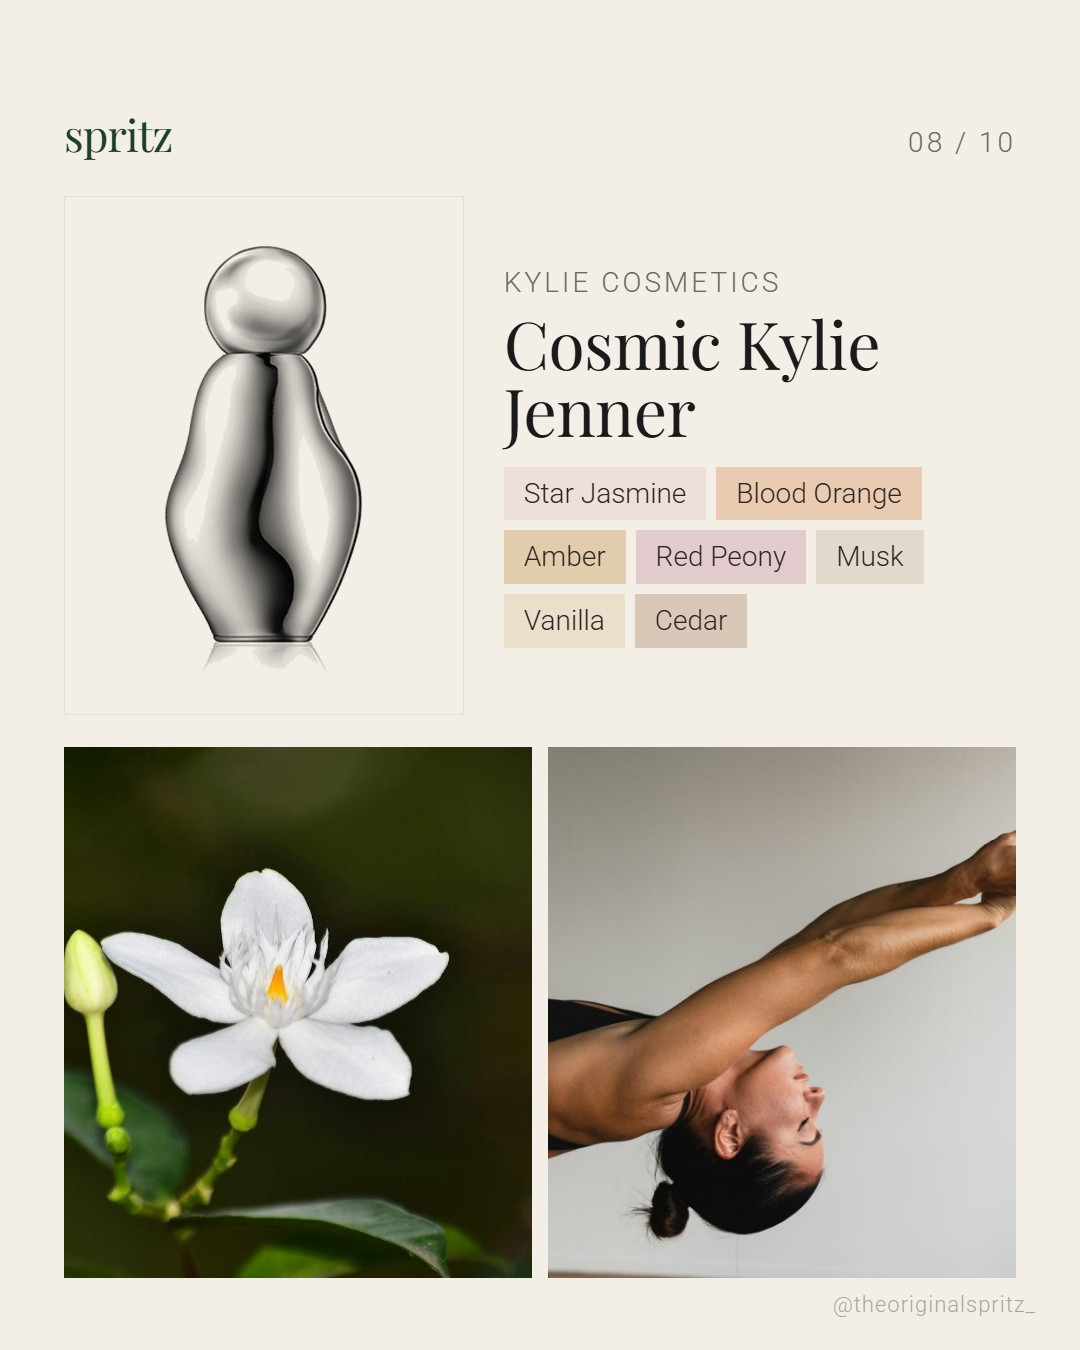 spritz
08 / 10
KYLIE COSMETICS
Cosmic Kylie
Jenner
Star Jasmine
Blood Orange
Amber
Red Peony
Musk
Vanilla
Cedar
@theoriginalspritz_